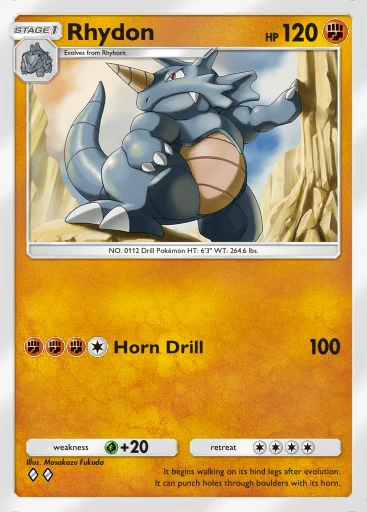 STAGE 1
Rhydon
HP 120
Evolves from Rhyhorn
NO. 0112 Drill Pokémon HT: 6'3" WT: 264.6 lbs.
Horn Drill 100
weakness +20 retreat
Illus. Masakazu Fukuda
It begins walking on its hind legs after evolution.
It can punch holes through boulders with its horn.